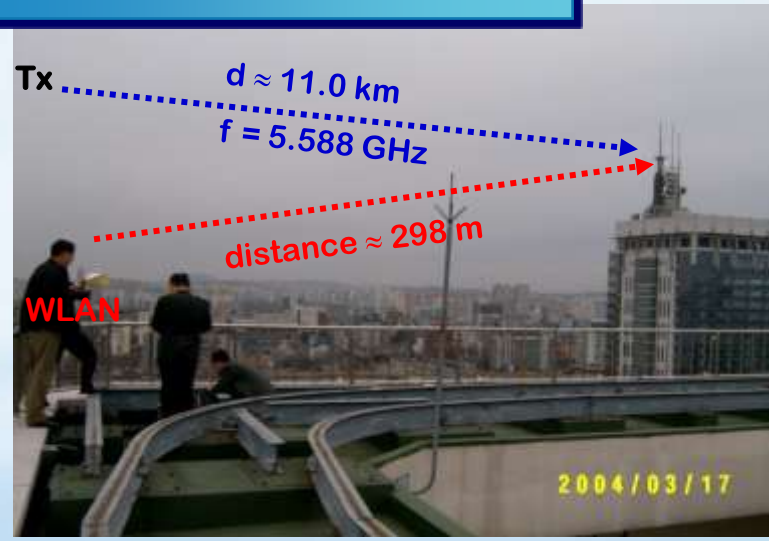 Tx
d ≈ 11.0 km
f = 5.588 GHz
distance ≈ 298 m
WLAN
2004/03/17